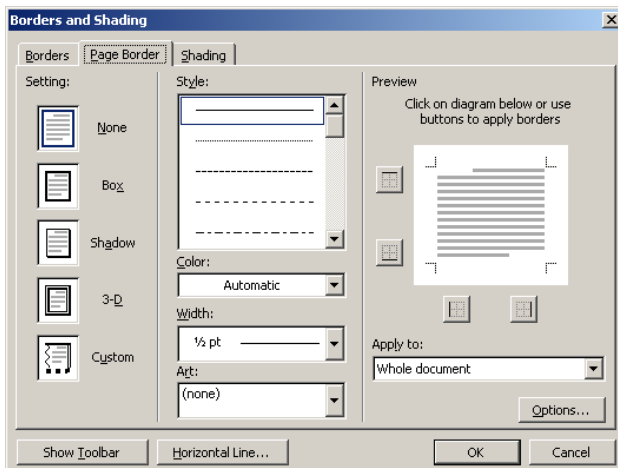 Borders and Shading
Borders
Page Border
Shading
Setting:
None
Box
Shadow
3-D
Custom
Style:
Color:
Automatic
Width:
½ pt
Art:
(none)
Preview
Click on diagram below or use
buttons to apply borders
Apply to:
Whole document
Options...
Show Toolbar
Horizontal Line...
OK
Cancel